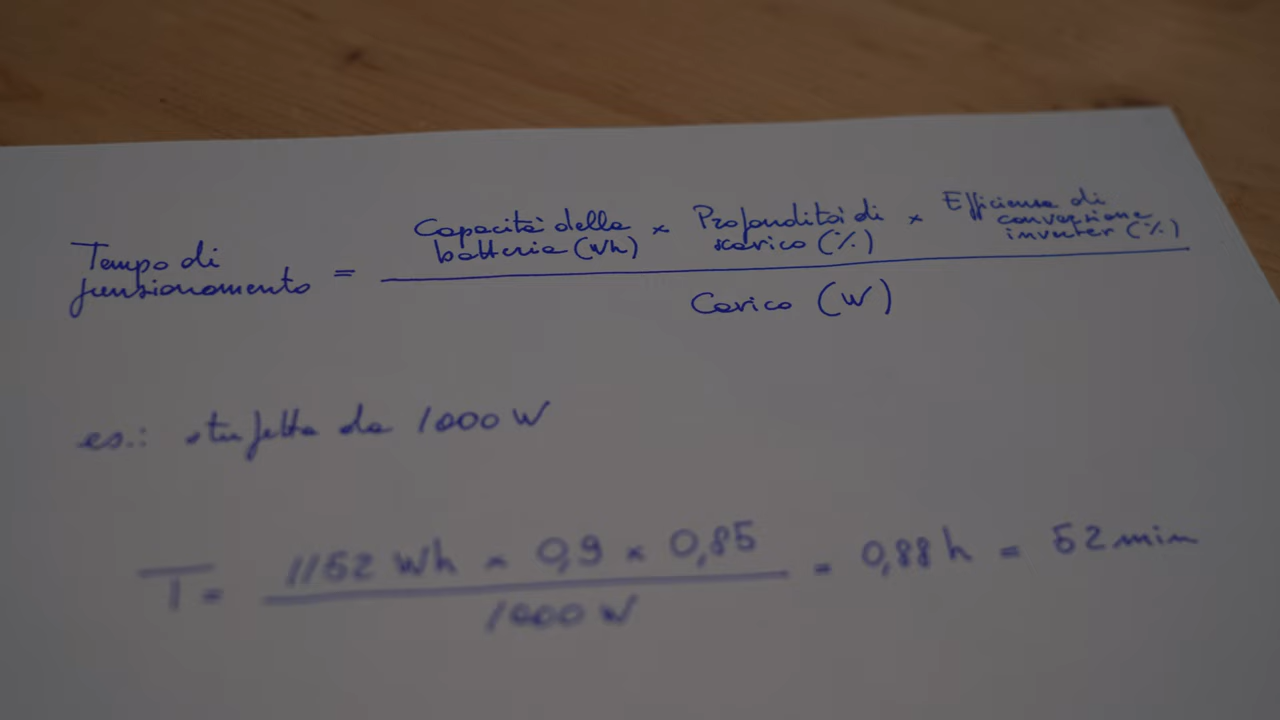 Tempo di funzionamento = Capacità della batteria (Wh) × Profondità di scarico (%) × Efficienza di conversione inverter (%)
Carico (W)
es.: stufetta da 1000 W
T = 1152 Wh × 0,9 × 0,85 = 0,88 h = 52 min
1000 W